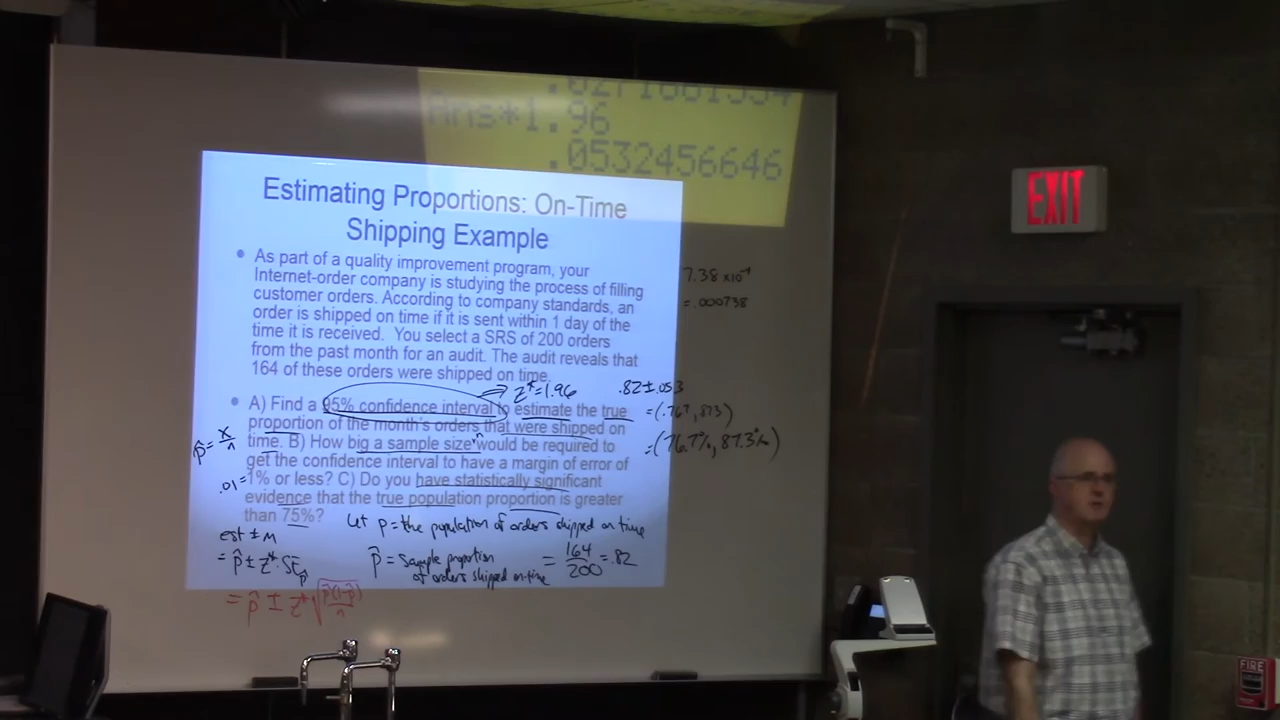 .0271661554
Ans*1.96
.0532456646
Estimating Proportions: On-Time
Shipping Example
• As part of a quality improvement program, your
Internet-order company is studying the process of filling
customer orders. According to company standards, an
order is shipped on time if it is sent within 1 day of the
time it is received. You select a SRS of 200 orders
from the past month for an audit. The audit reveals that
164 of these orders were shipped on time.
z*=1.96
• A) Find a 95% confidence interval to estimate the true
proportion of the month's orders that were shipped on
time. B) How big a sample size n would be required to
get the confidence interval to have a margin of error of
1% or less? C) Do you have statistically significant
evidence that the true population proportion is greater
than 75%?
p̂ = x/n
.01 =
7.38 x10⁻⁴
= .000738
.82 ± .053
= (.767, .873)
= (76.7%, 87.3%)
Let p = the population of orders shipped on time
est ± m
= p̂ ± z* · SE p̂
p̂ = sample proportion
of orders shipped on-time
= 164/200 = .82
= p̂ ± z* √(p̂(1-p̂)/n)
EXIT
FIRE